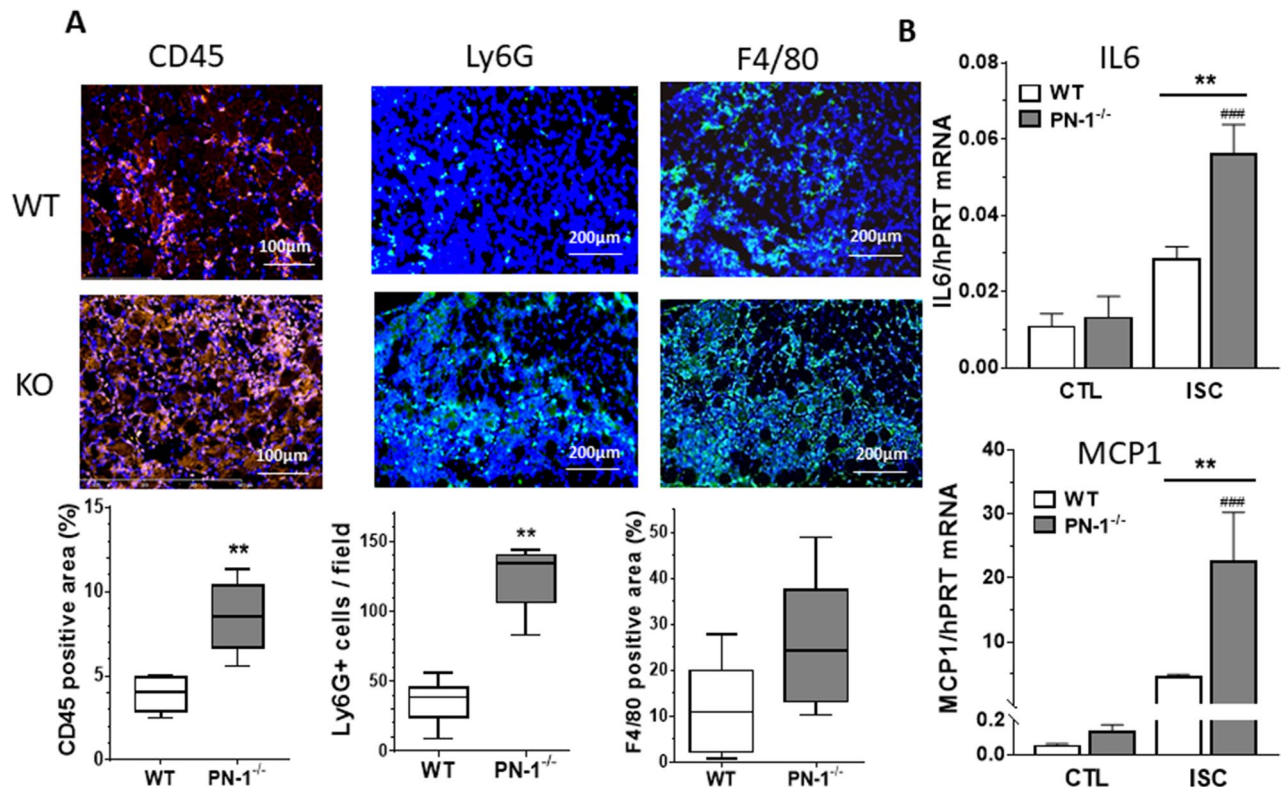 A
CD45
Ly6G
F4/80
WT
100μm
200μm
200μm
KO
100μm
200μm
200μm
CD45 positive area (%)
15
10
5
0
**
WT
PN-1-/-
Ly6G+ cells / field
150
100
50
0
**
WT
PN-1-/-
F4/80 positive area (%)
60
50
40
30
20
10
0
WT
PN-1-/-
B
IL6
IL6/hPRT mRNA
0.08
0.06
0.04
0.02
0.00
WT
PN-1-/-
**
###
CTL
ISC
MCP1
MCP1/hPRT mRNA
40
30
20
10
0.2
0.0
WT
PN-1-/-
**
###
CTL
ISC